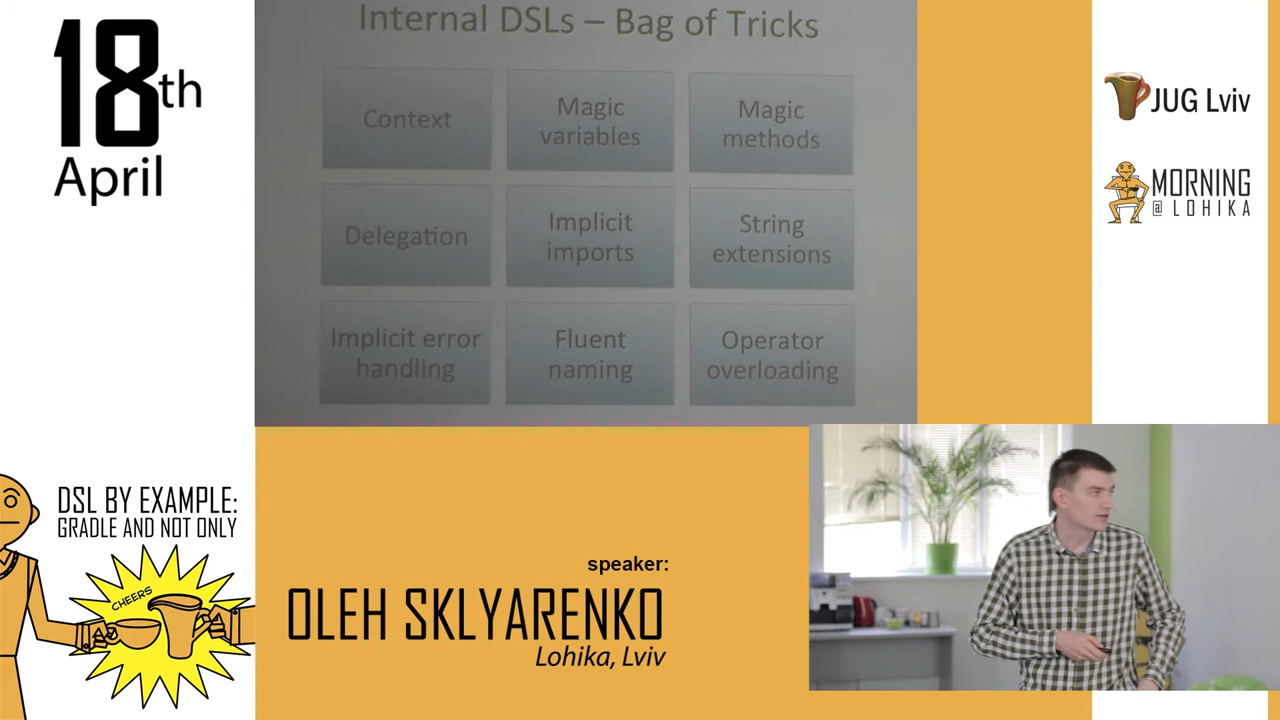 18th
April
Internal DSLs – Bag of Tricks
Context
Magic
variables
Magic
methods
Delegation
Implicit
imports
String
extensions
Implicit error
handling
Fluent
naming
Operator
overloading
JUG Lviv
MORNING
@ LOHIKA
DSL BY EXAMPLE:
GRADLE AND NOT ONLY
CHEERS
speaker:
OLEH SKLYARENKO
Lohika, Lviv